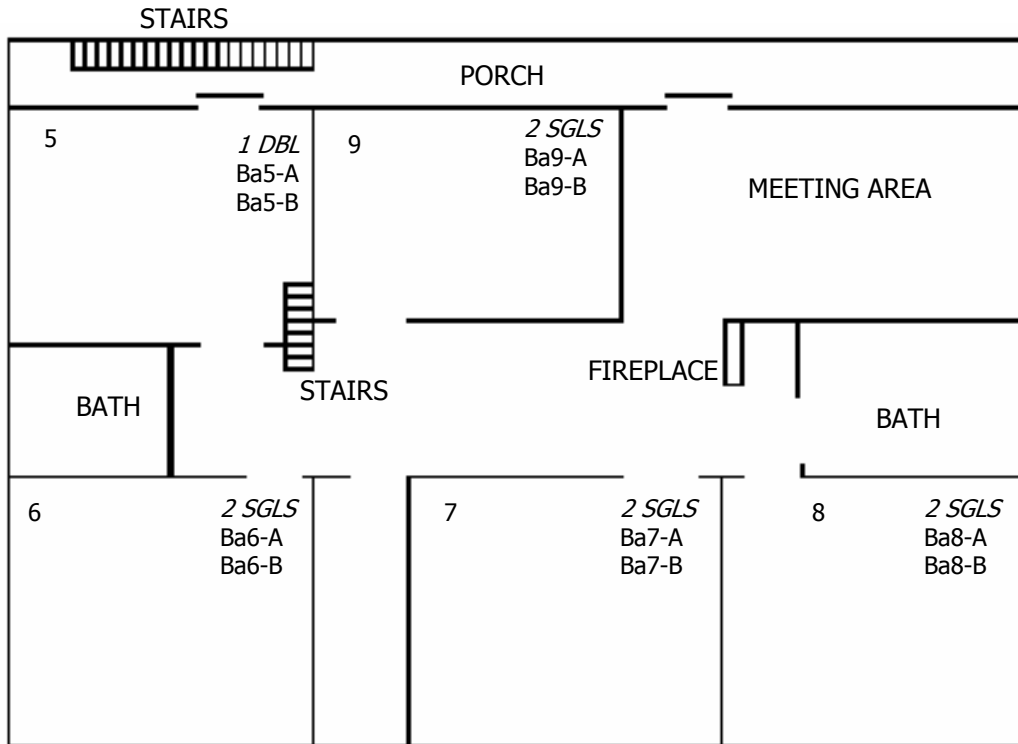 STAIRS
PORCH
5
1 DBL
Ba5-A
Ba5-B
9
2 SGLS
Ba9-A
Ba9-B
MEETING AREA
STAIRS
FIREPLACE
BATH
BATH
6
2 SGLS
Ba6-A
Ba6-B
7
2 SGLS
Ba7-A
Ba7-B
8
2 SGLS
Ba8-A
Ba8-B